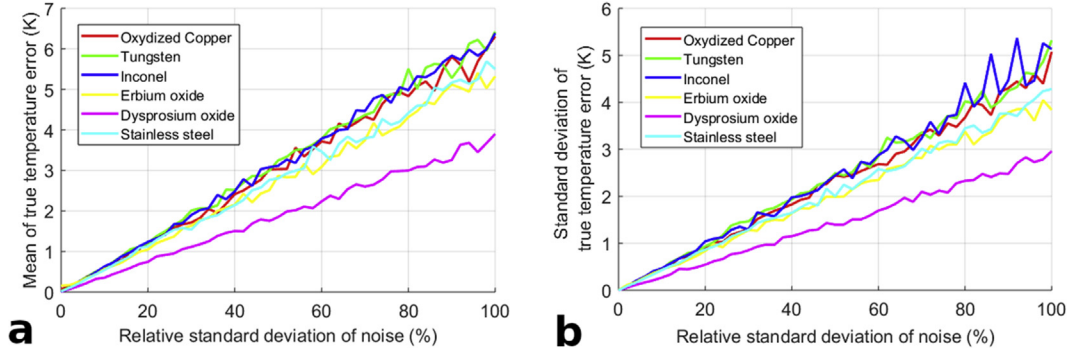 Mean of true temperature error (K)
7
6
5
4
3
2
1
0
Oxydized Copper
Tungsten
Inconel
Erbium oxide
Dysprosium oxide
Stainless steel
0 20 40 60 80 100
Relative standard deviation of noise (%)
a
Standard deviation of
true temperature error (K)
6
5
4
3
2
1
0
Oxydized Copper
Tungsten
Inconel
Erbium oxide
Dysprosium oxide
Stainless steel
0 20 40 60 80 100
Relative standard deviation of noise (%)
b